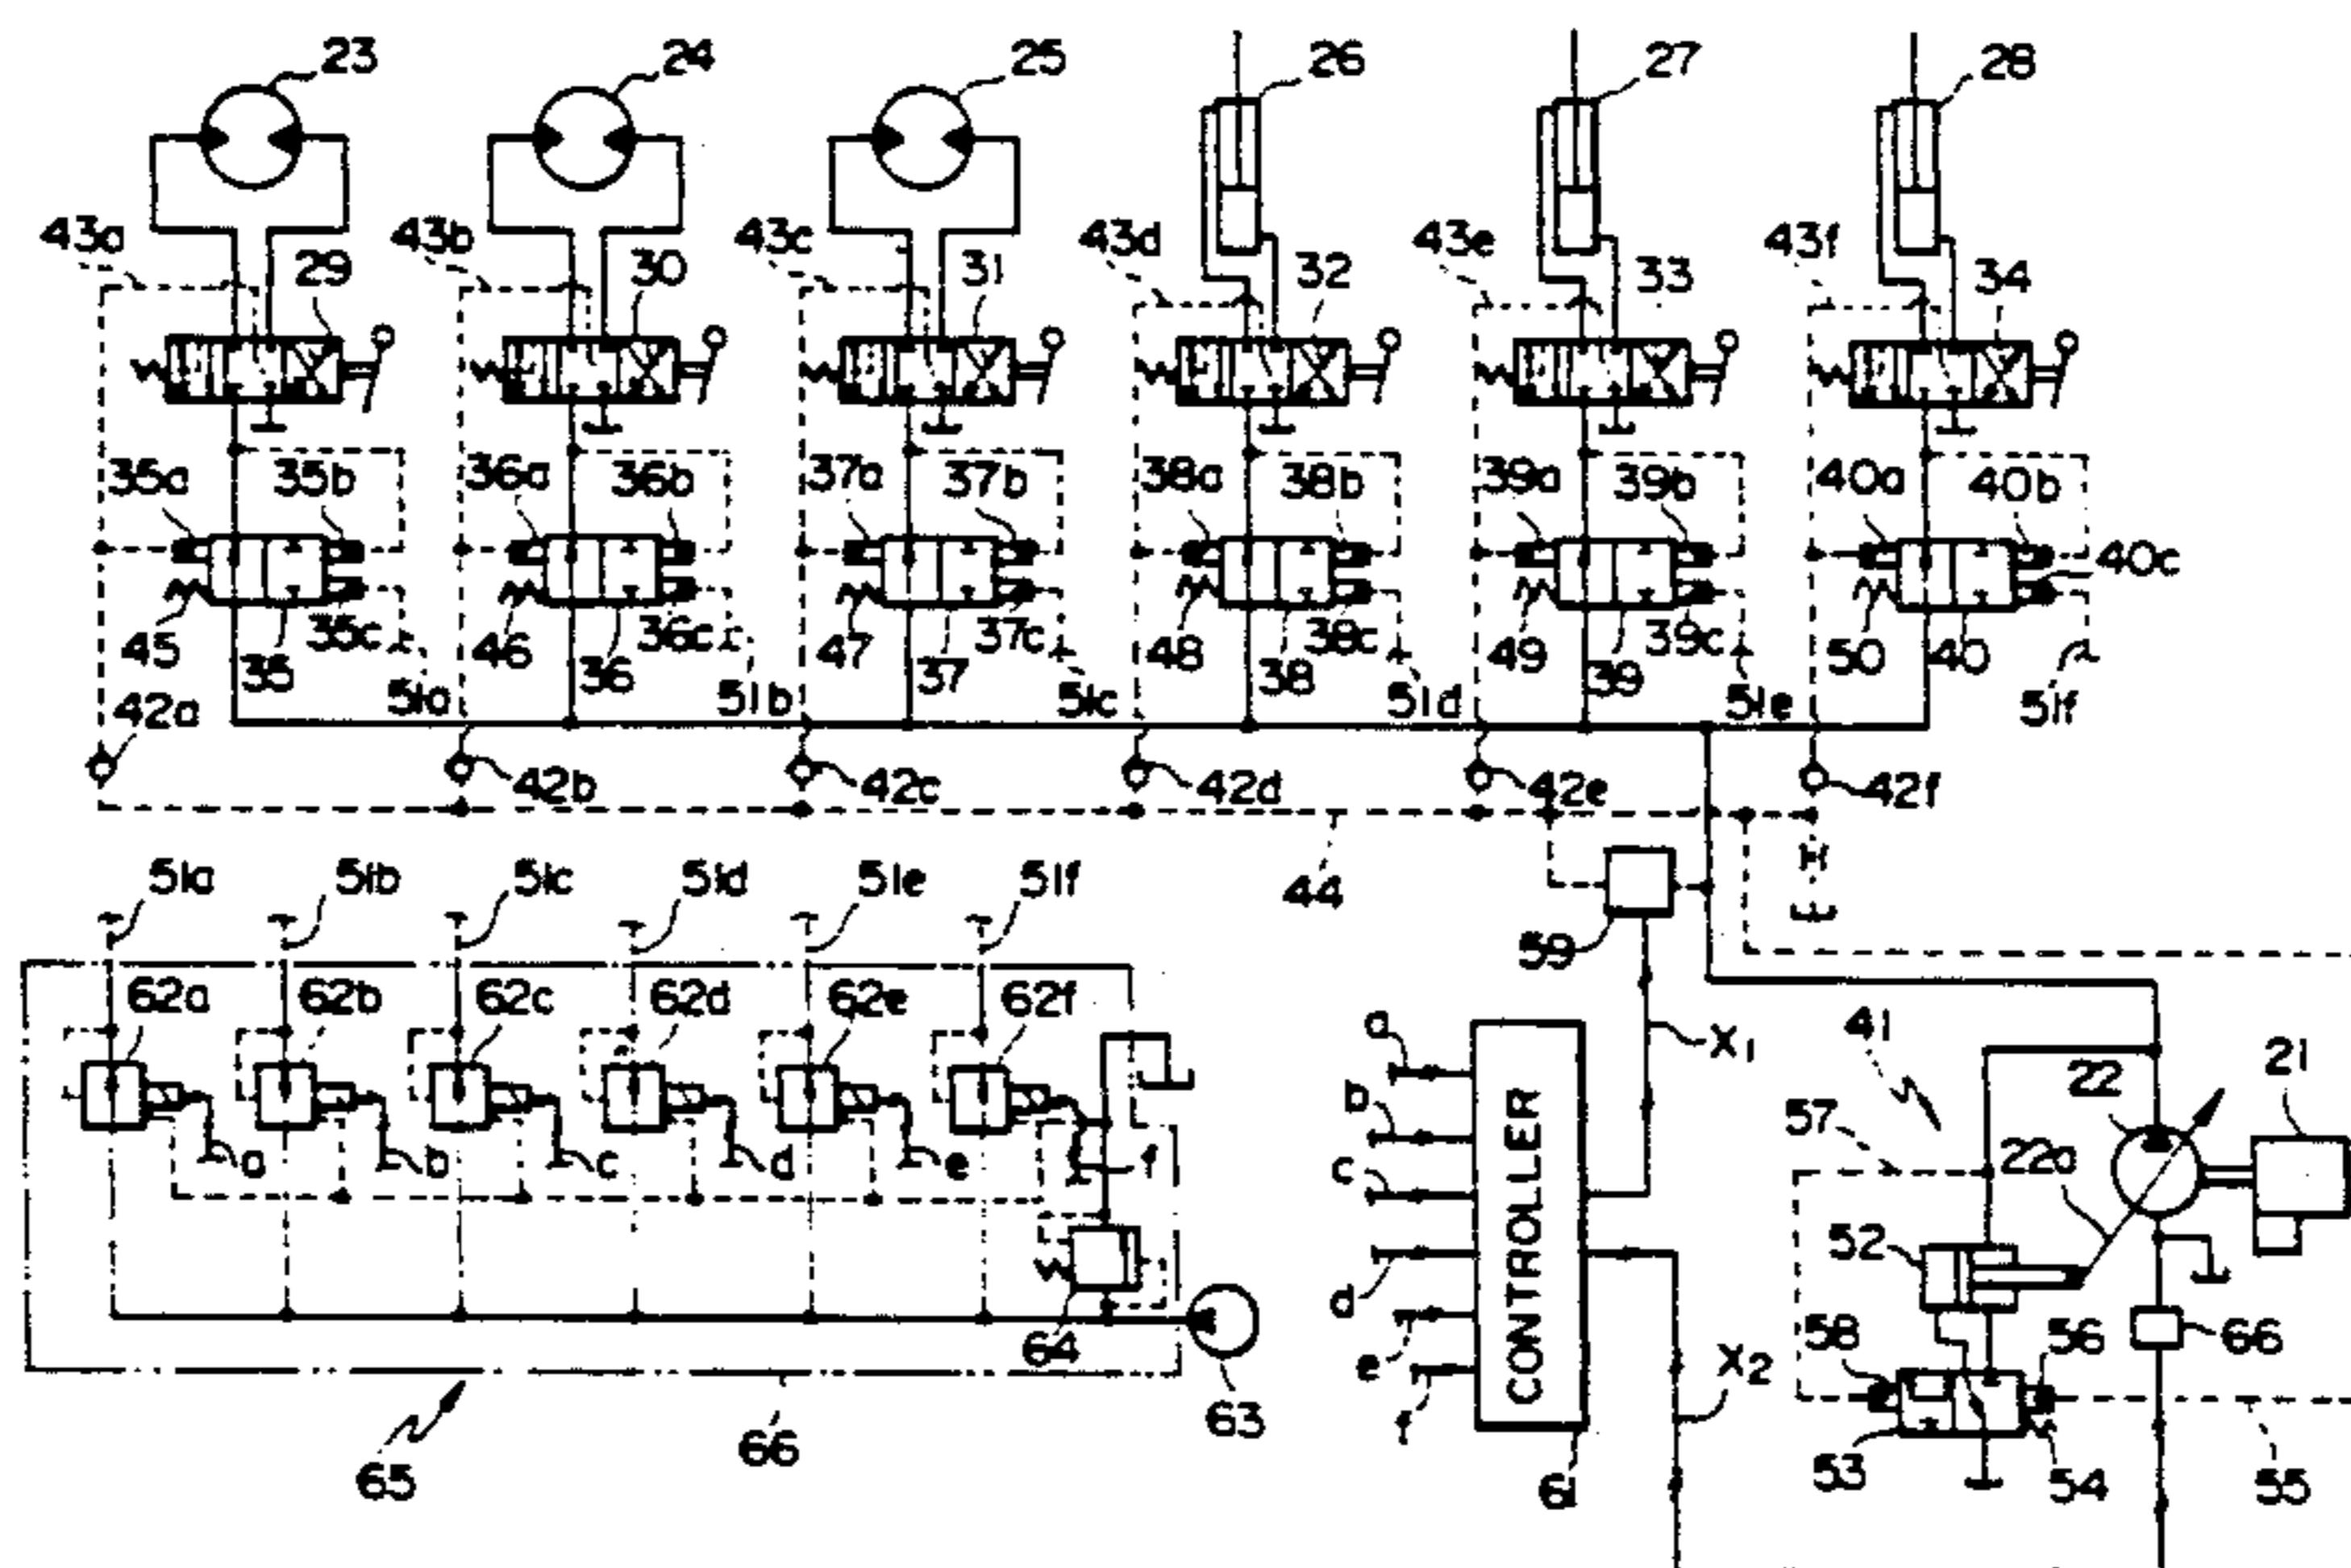 23 24 25 26 27 28
43a 43b 43c 43d 43e 43f
29 30 31 32 33 34
35a 35b 36a 36b 37a 37b 38a 38b 39a 39b 40a 40b
40c
45 35 35c 46 36 36c 47 37 37c 48 38 38c 49 39 39c 50 40
51a 51b 51c 51d 51e 51f
42a 42b 42c 42d 42e 42f
44
51a 51b 51c 51d 51e 51f
59
62a 62b 62c 62d 62e 62f
a b c d e f
64
63
65
66
a
b
c
d
e
f
CONTROLLER
61
X1
X2
41
22
21
57
22a
52
58
56
66
53
54
55